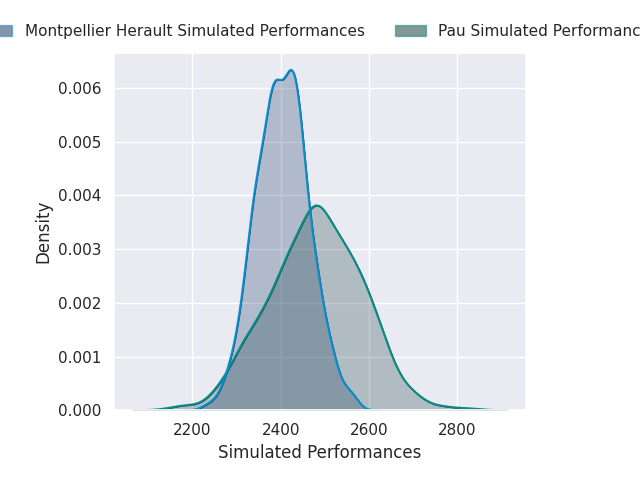 Montpellier Herault Simulated Performances Pau Simulated Performanc
0.006
0.005
0.004
0.003
0.002
0.001
0.000
Density
2200 2400 2600 2800
Simulated Performances